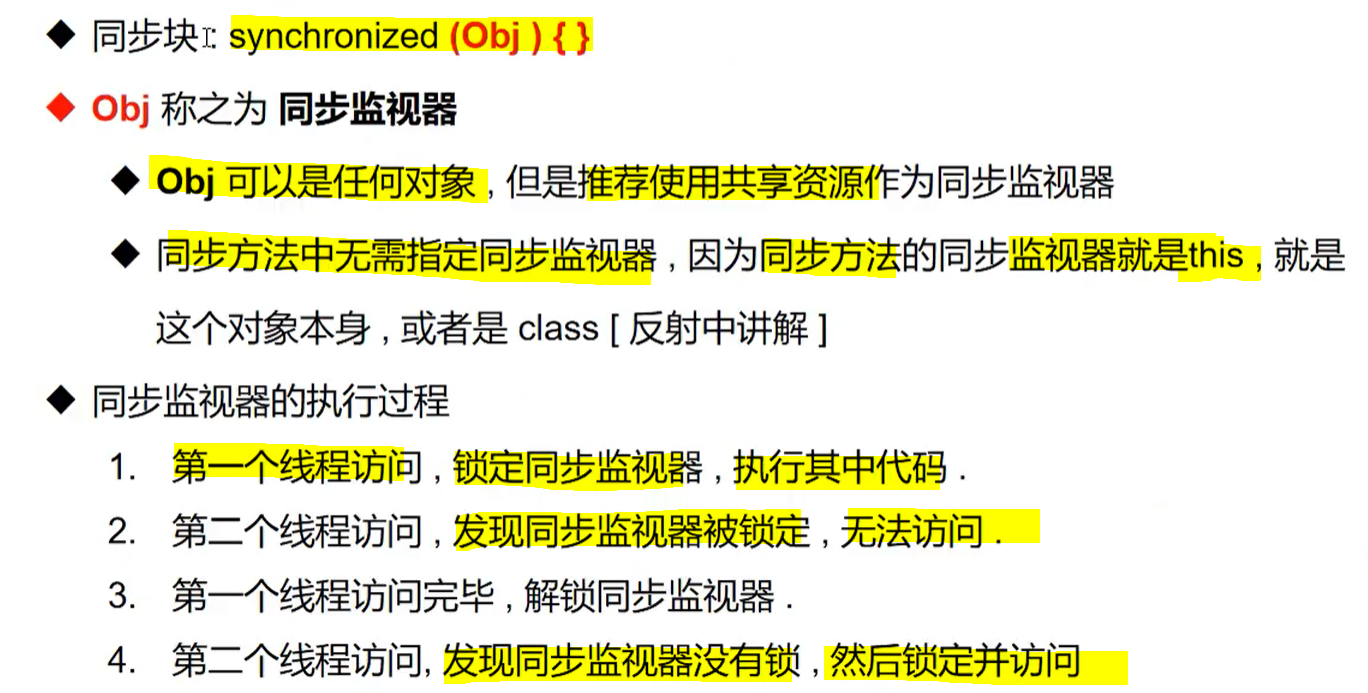 ◆ 同步块 : synchronized (Obj ) { }
◆ Obj 称之为 同步监视器
◆ Obj 可以是任何对象 , 但是推荐使用共享资源作为同步监视器
◆ 同步方法中无需指定同步监视器 , 因为同步方法的同步监视器就是this , 就是
这个对象本身 , 或者是 class [ 反射中讲解 ]
◆ 同步监视器的执行过程
1. 第一个线程访问 , 锁定同步监视器 , 执行其中代码 .
2. 第二个线程访问 , 发现同步监视器被锁定 , 无法访问 .
3. 第一个线程访问完毕 , 解锁同步监视器 .
4. 第二个线程访问, 发现同步监视器没有锁 , 然后锁定并访问